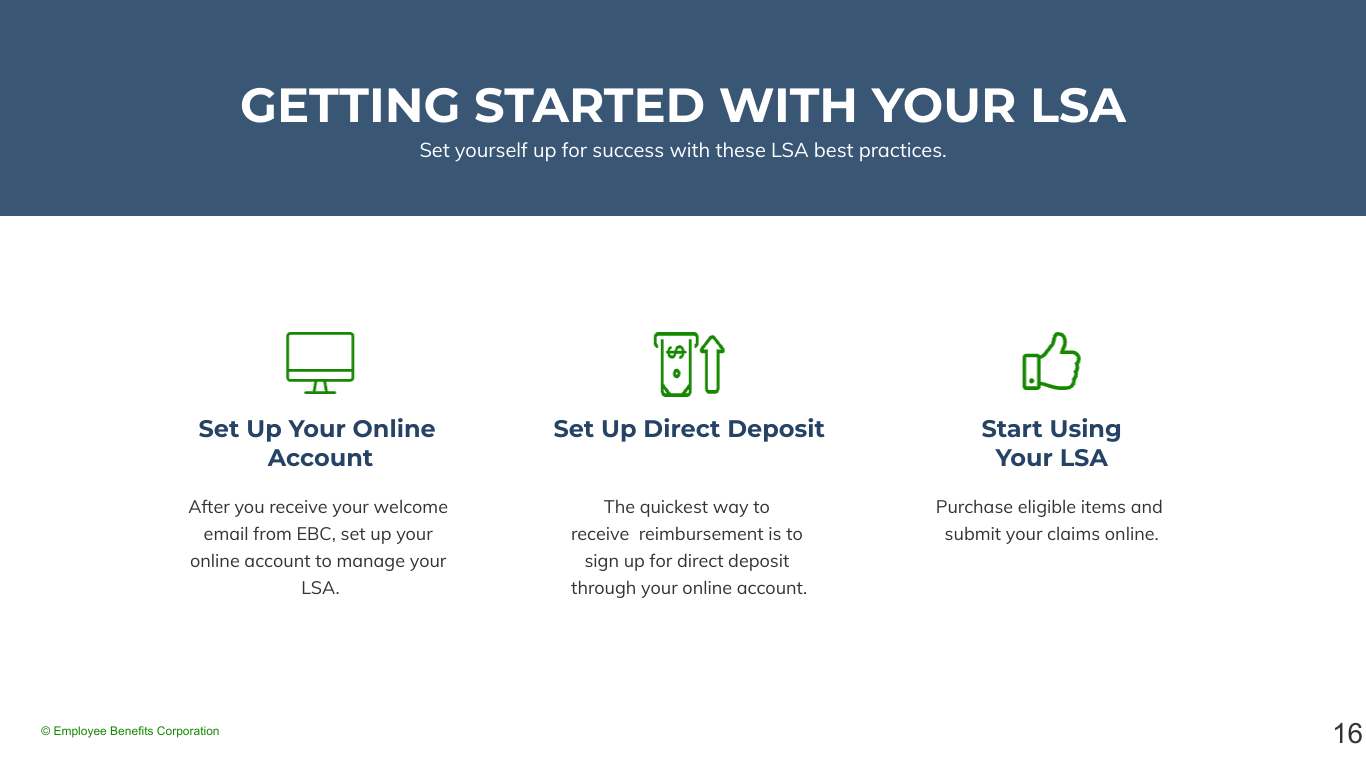 GETTING STARTED WITH YOUR LSA
Set yourself up for success with these LSA best practices.
Set Up Your Online
Account
After you receive your welcome
email from EBC, set up your
online account to manage your
LSA.
Set Up Direct Deposit
The quickest way to
receive  reimbursement is to
sign up for direct deposit
through your online account.
Start Using
Your LSA
Purchase eligible items and
submit your claims online.
© Employee Benefits Corporation
16